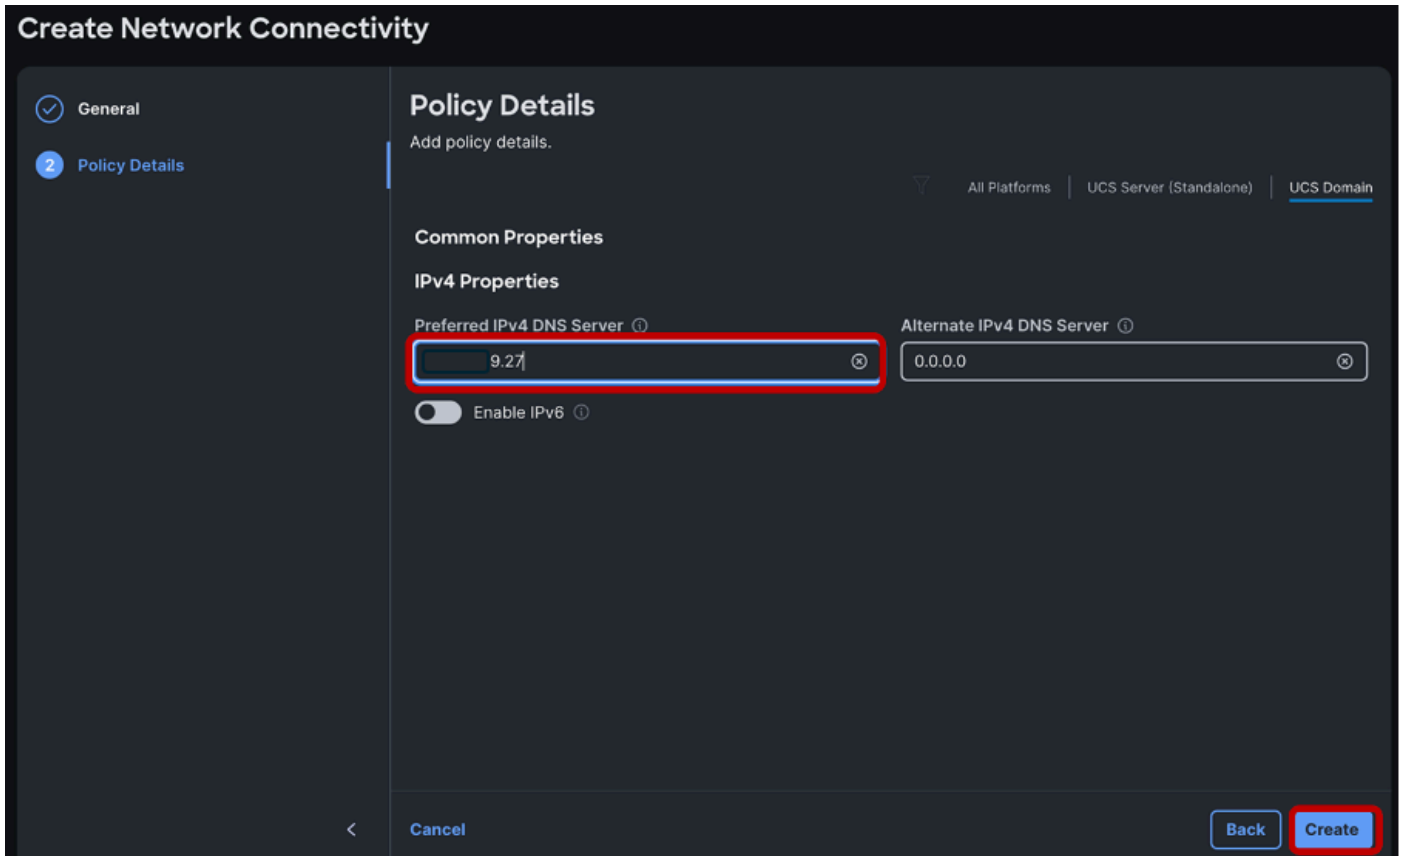 Create Network Connectivity
General
2 Policy Details
Policy Details
Add policy details.
All Platforms UCS Server (Standalone) UCS Domain
Common Properties
IPv4 Properties
Preferred IPv4 DNS Server Alternate IPv4 DNS Server
9.27 0.0.0.0
Enable IPv6
Cancel Back Create